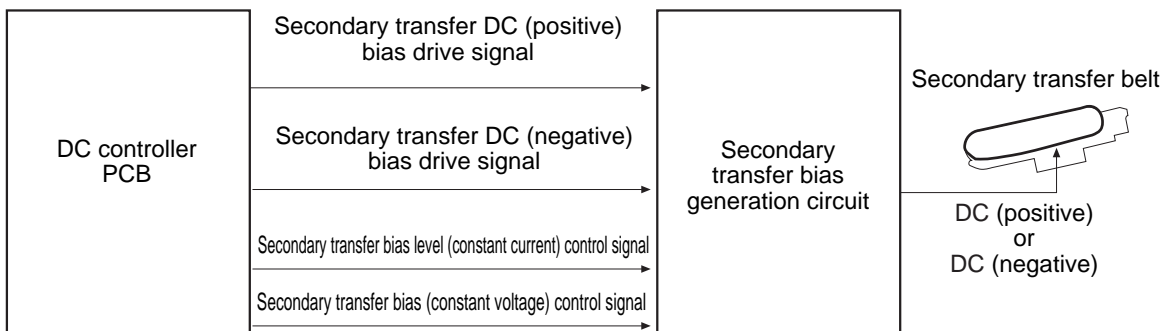 Secondary transfer DC (positive)
bias drive signal
Secondary transfer belt
DC controller
PCB
Secondary transfer DC (negative)
bias drive signal
Secondary
transfer bias
generation circuit
DC (positive)
or
DC (negative)
Secondary transfer bias level (constant current) control signal
Secondary transfer bias (constant voltage) control signal